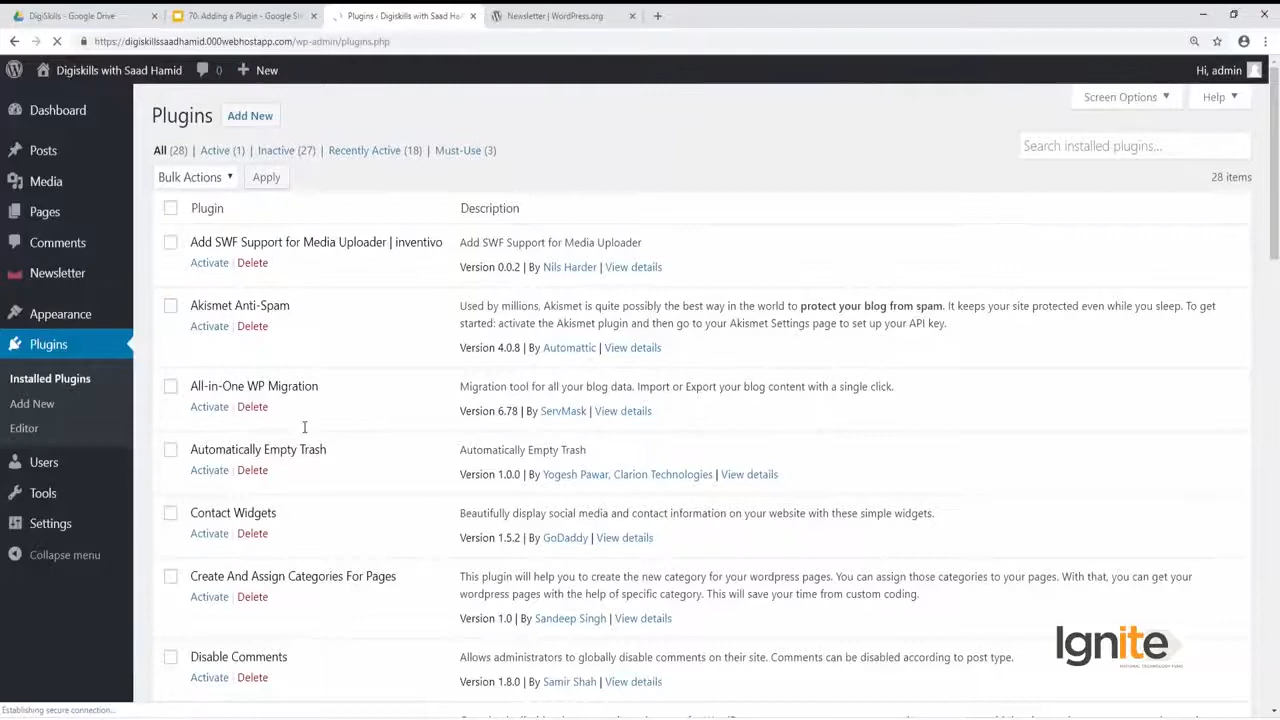 DigiSkills - Google Drive
70: Adding a Plugin - Google Sli
Plugins ‹ Digiskills with Saad Ha
Newsletter | WordPress.org
https://digiskillssaadhamid.000webhostapp.com/wp-admin/plugins.php
Digiskills with Saad Hamid
0
New
Hi, admin
Dashboard
Posts
Media
Pages
Comments
Newsletter
Appearance
Plugins
Installed Plugins
Add New
Editor
Users
Tools
Settings
Collapse menu
Plugins
Add New
Screen Options
Help
All (28) | Active (1) | Inactive (27) | Recently Active (18) | Must-Use (3)
Search installed plugins...
Bulk Actions
Apply
28 items
Plugin
Description
Add SWF Support for Media Uploader | inventivo
Activate | Delete
Add SWF Support for Media Uploader
Version 0.0.2 | By Nils Harder | View details
Akismet Anti-Spam
Activate | Delete
Used by millions, Akismet is quite possibly the best way in the world to protect your blog from spam. It keeps your site protected even while you sleep. To get
started: activate the Akismet plugin and then go to your Akismet Settings page to set up your API key.
Version 4.0.8 | By Automattic | View details
All-in-One WP Migration
Activate | Delete
Migration tool for all your blog data. Import or Export your blog content with a single click.
Version 6.78 | By ServMask | View details
Automatically Empty Trash
Activate | Delete
Automatically Empty Trash
Version 1.0.0 | By Yogesh Pawar, Clarion Technologies | View details
Contact Widgets
Activate | Delete
Beautifully display social media and contact information on your website with these simple widgets.
Version 1.5.2 | By GoDaddy | View details
Create And Assign Categories For Pages
Activate | Delete
This plugin will help you to create the new category for your wordpress pages. You can assign those categories to your pages. With that, you can get your
wordpress pages with the help of specific category. This will save your time from custom coding.
Version 1.0 | By Sandeep Singh | View details
Disable Comments
Activate | Delete
Allows administrators to globally disable comments on their site. Comments can be disabled according to post type.
Version 1.8.0 | By Samir Shah | View details
Ignite
NATIONAL TECHNOLOGY FUND
Establishing secure connection...